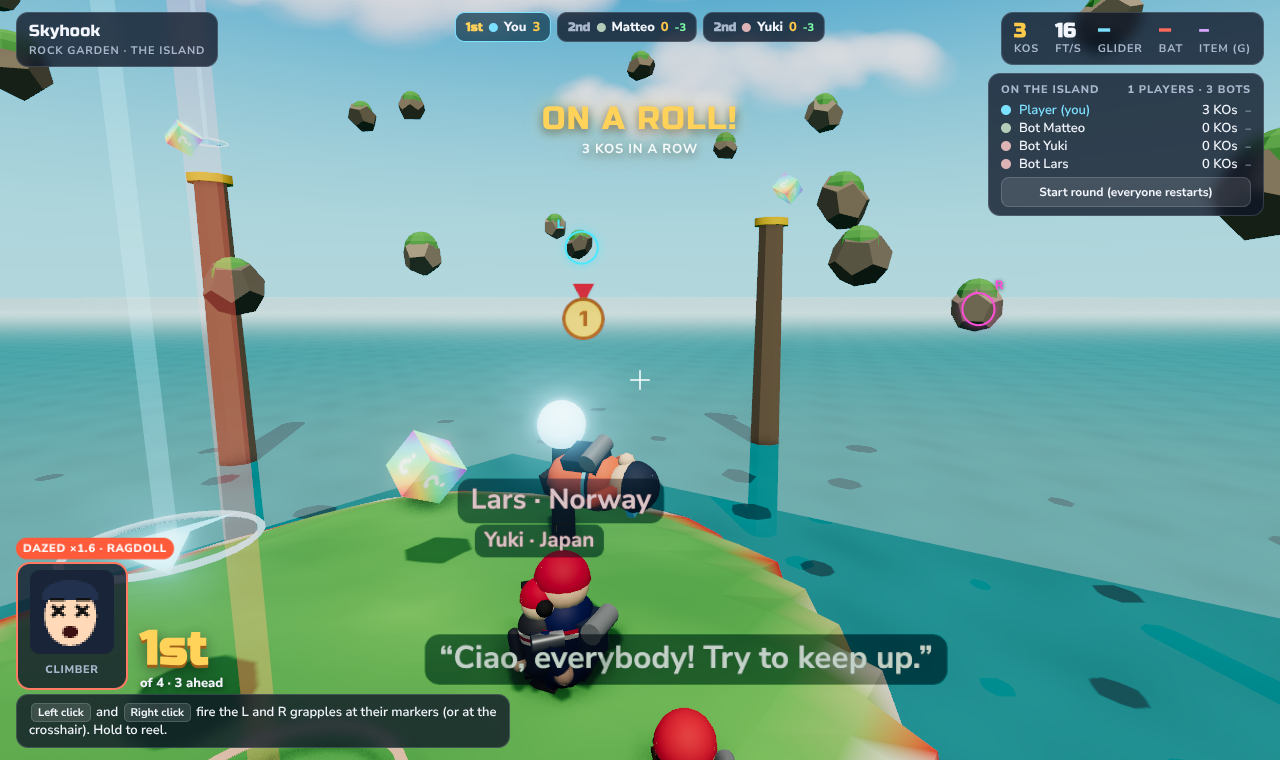 Skyhook
ROCK GARDEN · THE ISLAND
1st You 3
2nd Matteo 0 -3
2nd Yuki 0 -3
3 KOS
16 FT/S
– GLIDER
– BAT
– ITEM (G)
ON THE ISLAND 1 PLAYERS · 3 BOTS
Player (you) 3 KOs –
Bot Matteo 0 KOs –
Bot Yuki 0 KOs –
Bot Lars 0 KOs –
Start round (everyone restarts)
ON A ROLL!
3 KOS IN A ROW
L
R
1
?
Lars · Norway
Yuki · Japan
“Ciao, everybody! Try to keep up.”
DAZED ×1.6 · RAGDOLL
CLIMBER
1st
of 4 · 3 ahead
Left click and Right click fire the L and R grapples at their markers (or at the
crosshair). Hold to reel.